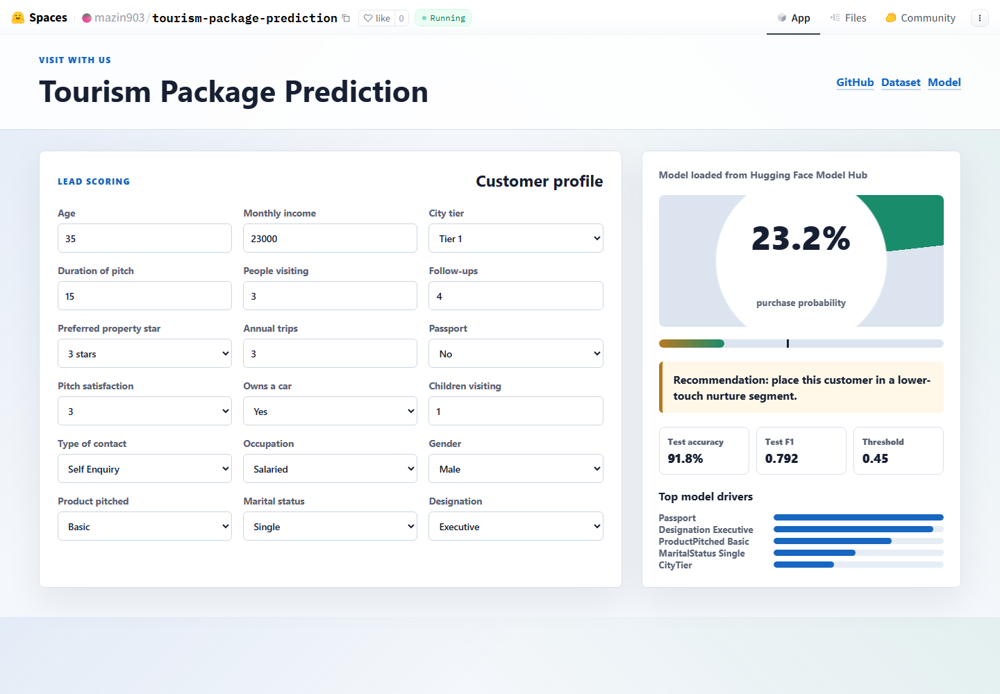 Spaces
mazin903/tourism-package-prediction
like 0
Running
App
Files
Community
VISIT WITH US
Tourism Package Prediction
GitHub Dataset Model
LEAD SCORING
Customer profile
Age
Monthly income
City tier
35
23000
Tier 1
Duration of pitch
People visiting
Follow-ups
15
3
4
Preferred property star
Annual trips
Passport
3 stars
3
No
Pitch satisfaction
Owns a car
Children visiting
3
Yes
1
Type of contact
Occupation
Gender
Self Enquiry
Salaried
Male
Product pitched
Marital status
Designation
Basic
Single
Executive
Model loaded from Hugging Face Model Hub
23.2%
purchase probability
Recommendation: place this customer in a lower-
touch nurture segment.
Test accuracy
91.8%
Test F1
0.792
Threshold
0.45
Top model drivers
Passport
Designation Executive
ProductPitched Basic
MaritalStatus Single
CityTier